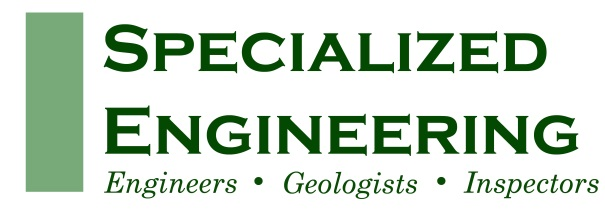 SPECIALIZED
ENGINEERING
Engineers • Geologists • Inspectors